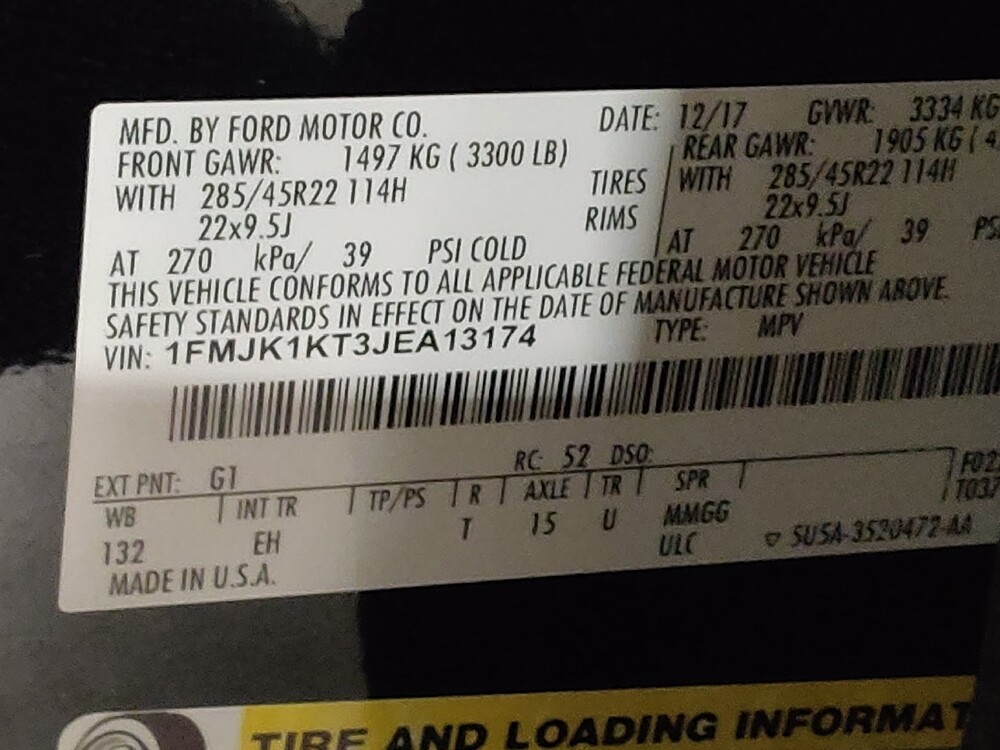 MFD. BY FORD MOTOR CO. DATE: 12/17 GVWR: 3334 KG
FRONT GAWR: 1497 KG ( 3300 LB) REAR GAWR: 1905 KG ( 4
WITH 285/45R22 114H TIRES WITH 285/45R22 114H
22x9.5J RIMS 22x9.5J
AT 270 kPa/ 39 PSI COLD AT 270 kPa/ 39 PS
THIS VEHICLE CONFORMS TO ALL APPLICABLE FEDERAL MOTOR VEHICLE
SAFETY STANDARDS IN EFFECT ON THE DATE OF MANUFACTURE SHOWN ABOVE.
VIN: 1FMJK1KT3JEA13174 TYPE: MPV
EXT PNT: G1 RC: 52 DSO: F02
WB INT TR TP/PS R AXLE TR SPR T037
132 EH T 15 U MMGG
ULC ▽ 5U5A-3520472-AA
MADE IN U.S.A.
TIRE AND LOADING INFORMAT